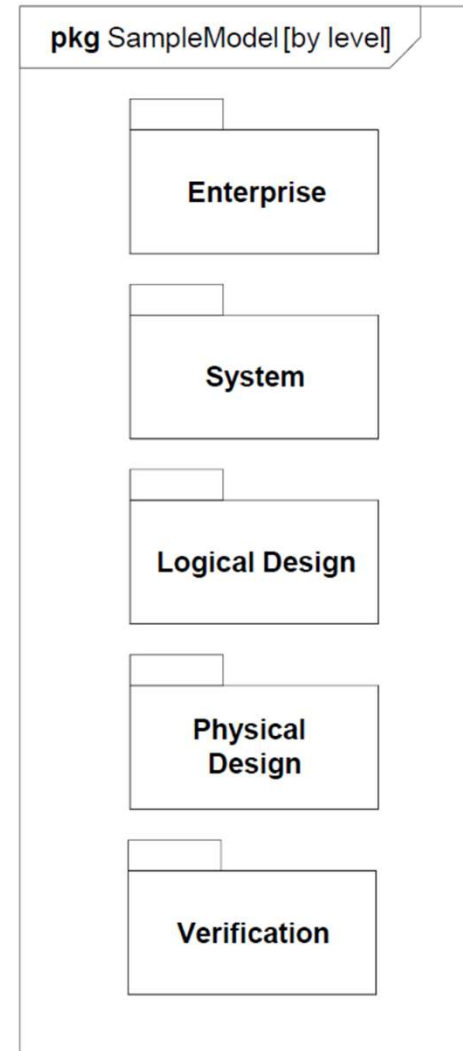 pkg SampleModel [by level]
Enterprise
System
Logical Design
Physical
Design
Verification